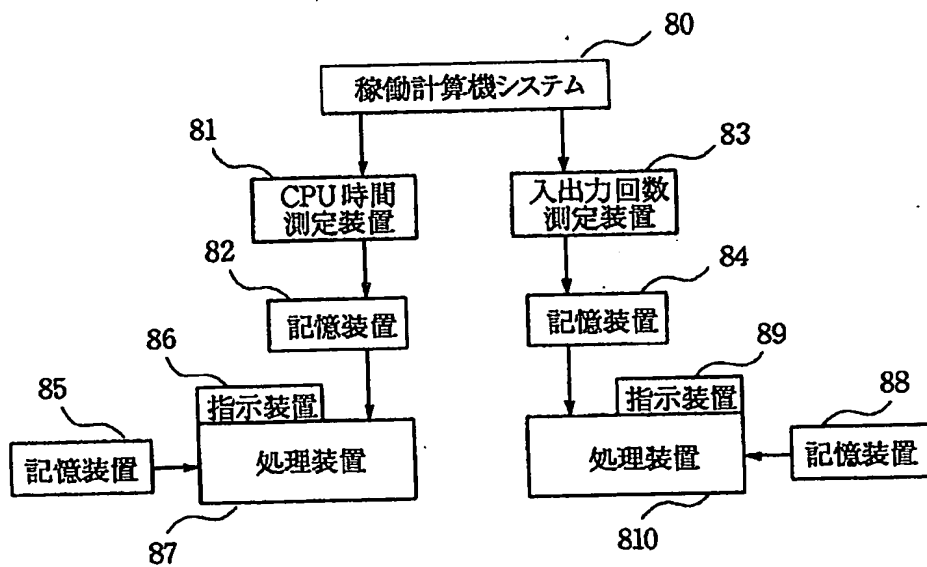 80
稼働計算機システム
81
83
CPU時間
測定装置
入出力回数
測定装置
82
84
記憶装置
記憶装置
86
89
85
指示装置
指示装置
88
記憶装置
処理装置
処理装置
記憶装置
87
810